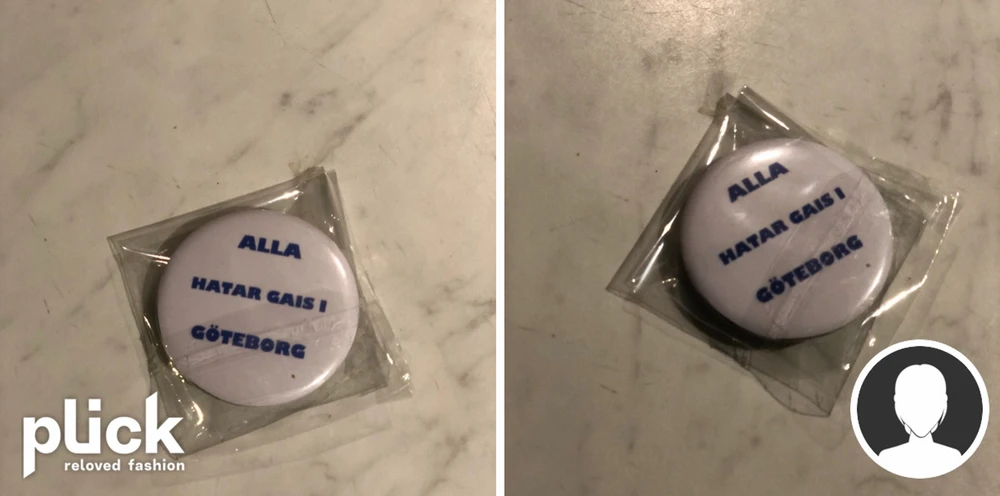 ALLA
HATAR GAIS I
GÖTEBORG
plick
reloved fashion
ALLA
HATAR GAIS I
GÖTEBORG